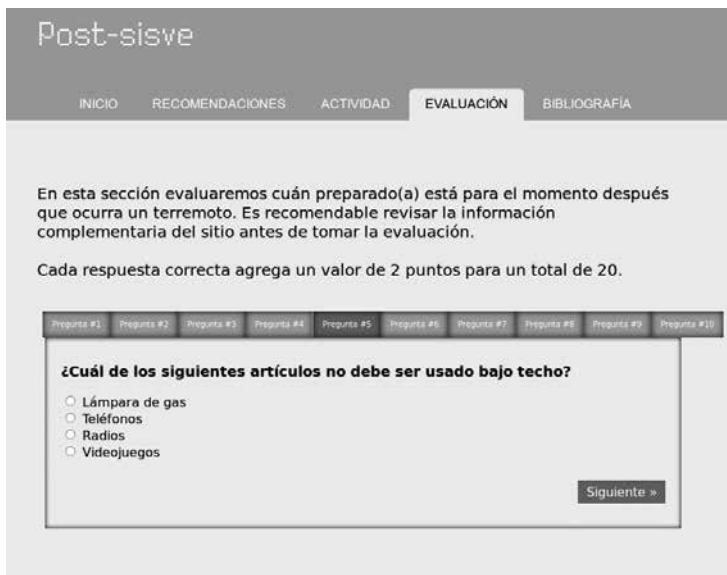 Post-sisve
INICIO RECOMENDACIONES ACTIVIDAD EVALUACIÓN BIBLIOGRAFÍA
En esta sección evaluaremos cuán preparado(a) está para el momento después
que ocurra un terremoto. Es recomendable revisar la información
complementaria del sitio antes de tomar la evaluación.
Cada respuesta correcta agrega un valor de 2 puntos para un total de 20.
Pregunta #1 Pregunta #2 Pregunta #3 Pregunta #4 Pregunta #5 Pregunta #6 Pregunta #7 Pregunta #8 Pregunta #9 Pregunta #10
¿Cuál de los siguientes artículos no debe ser usado bajo techo?
Lámpara de gas
Teléfonos
Radios
Videojuegos
Siguiente »